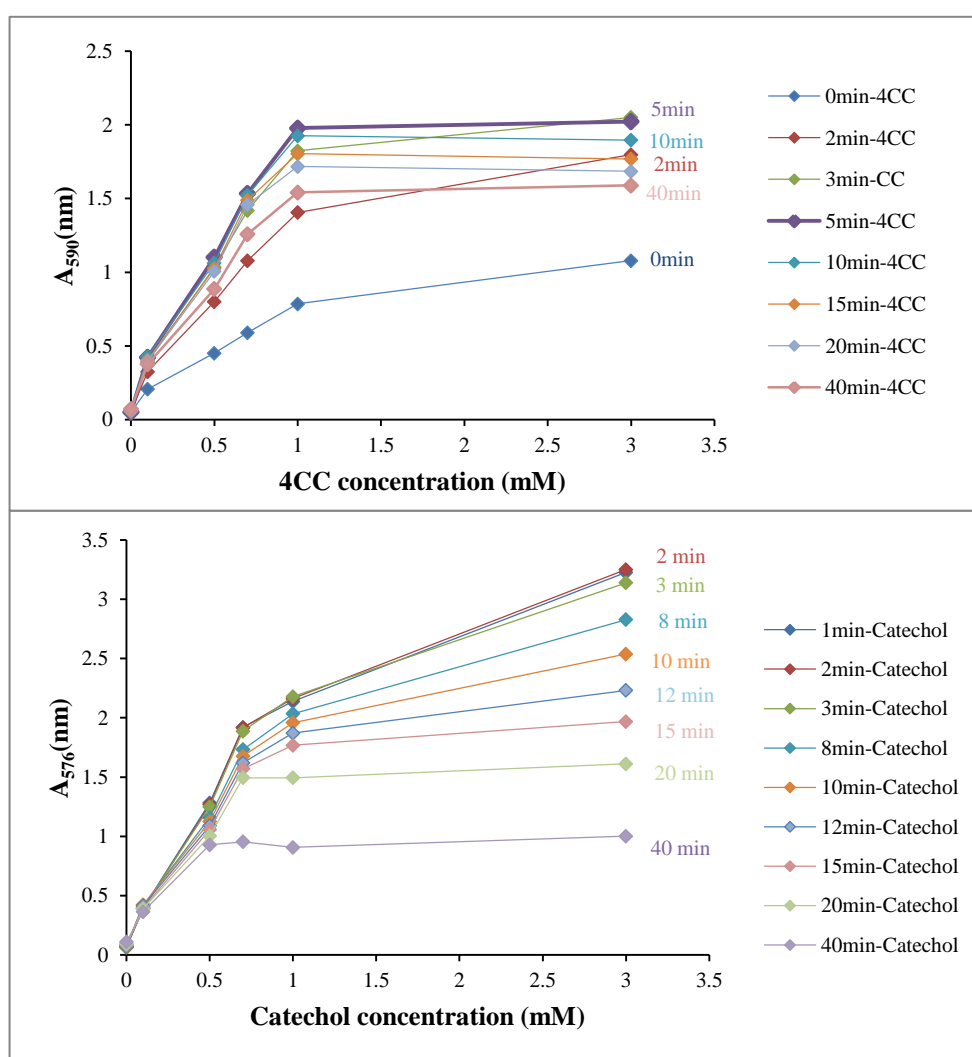 2.5
2
1.5
1
0.5
0
A590(nm)
0 0.5 1 1.5 2 2.5 3 3.5
4CC concentration (mM)
5min
10min
2min
40min
0min
0min-4CC
2min-4CC
3min-CC
5min-4CC
10min-4CC
15min-4CC
20min-4CC
40min-4CC
3.5
3
2.5
2
1.5
1
0.5
0
A576(nm)
0 0.5 1 1.5 2 2.5 3 3.5
Catechol concentration (mM)
2 min
3 min
8 min
10 min
12 min
15 min
20 min
40 min
1min-Catechol
2min-Catechol
3min-Catechol
8min-Catechol
10min-Catechol
12min-Catechol
15min-Catechol
20min-Catechol
40min-Catechol